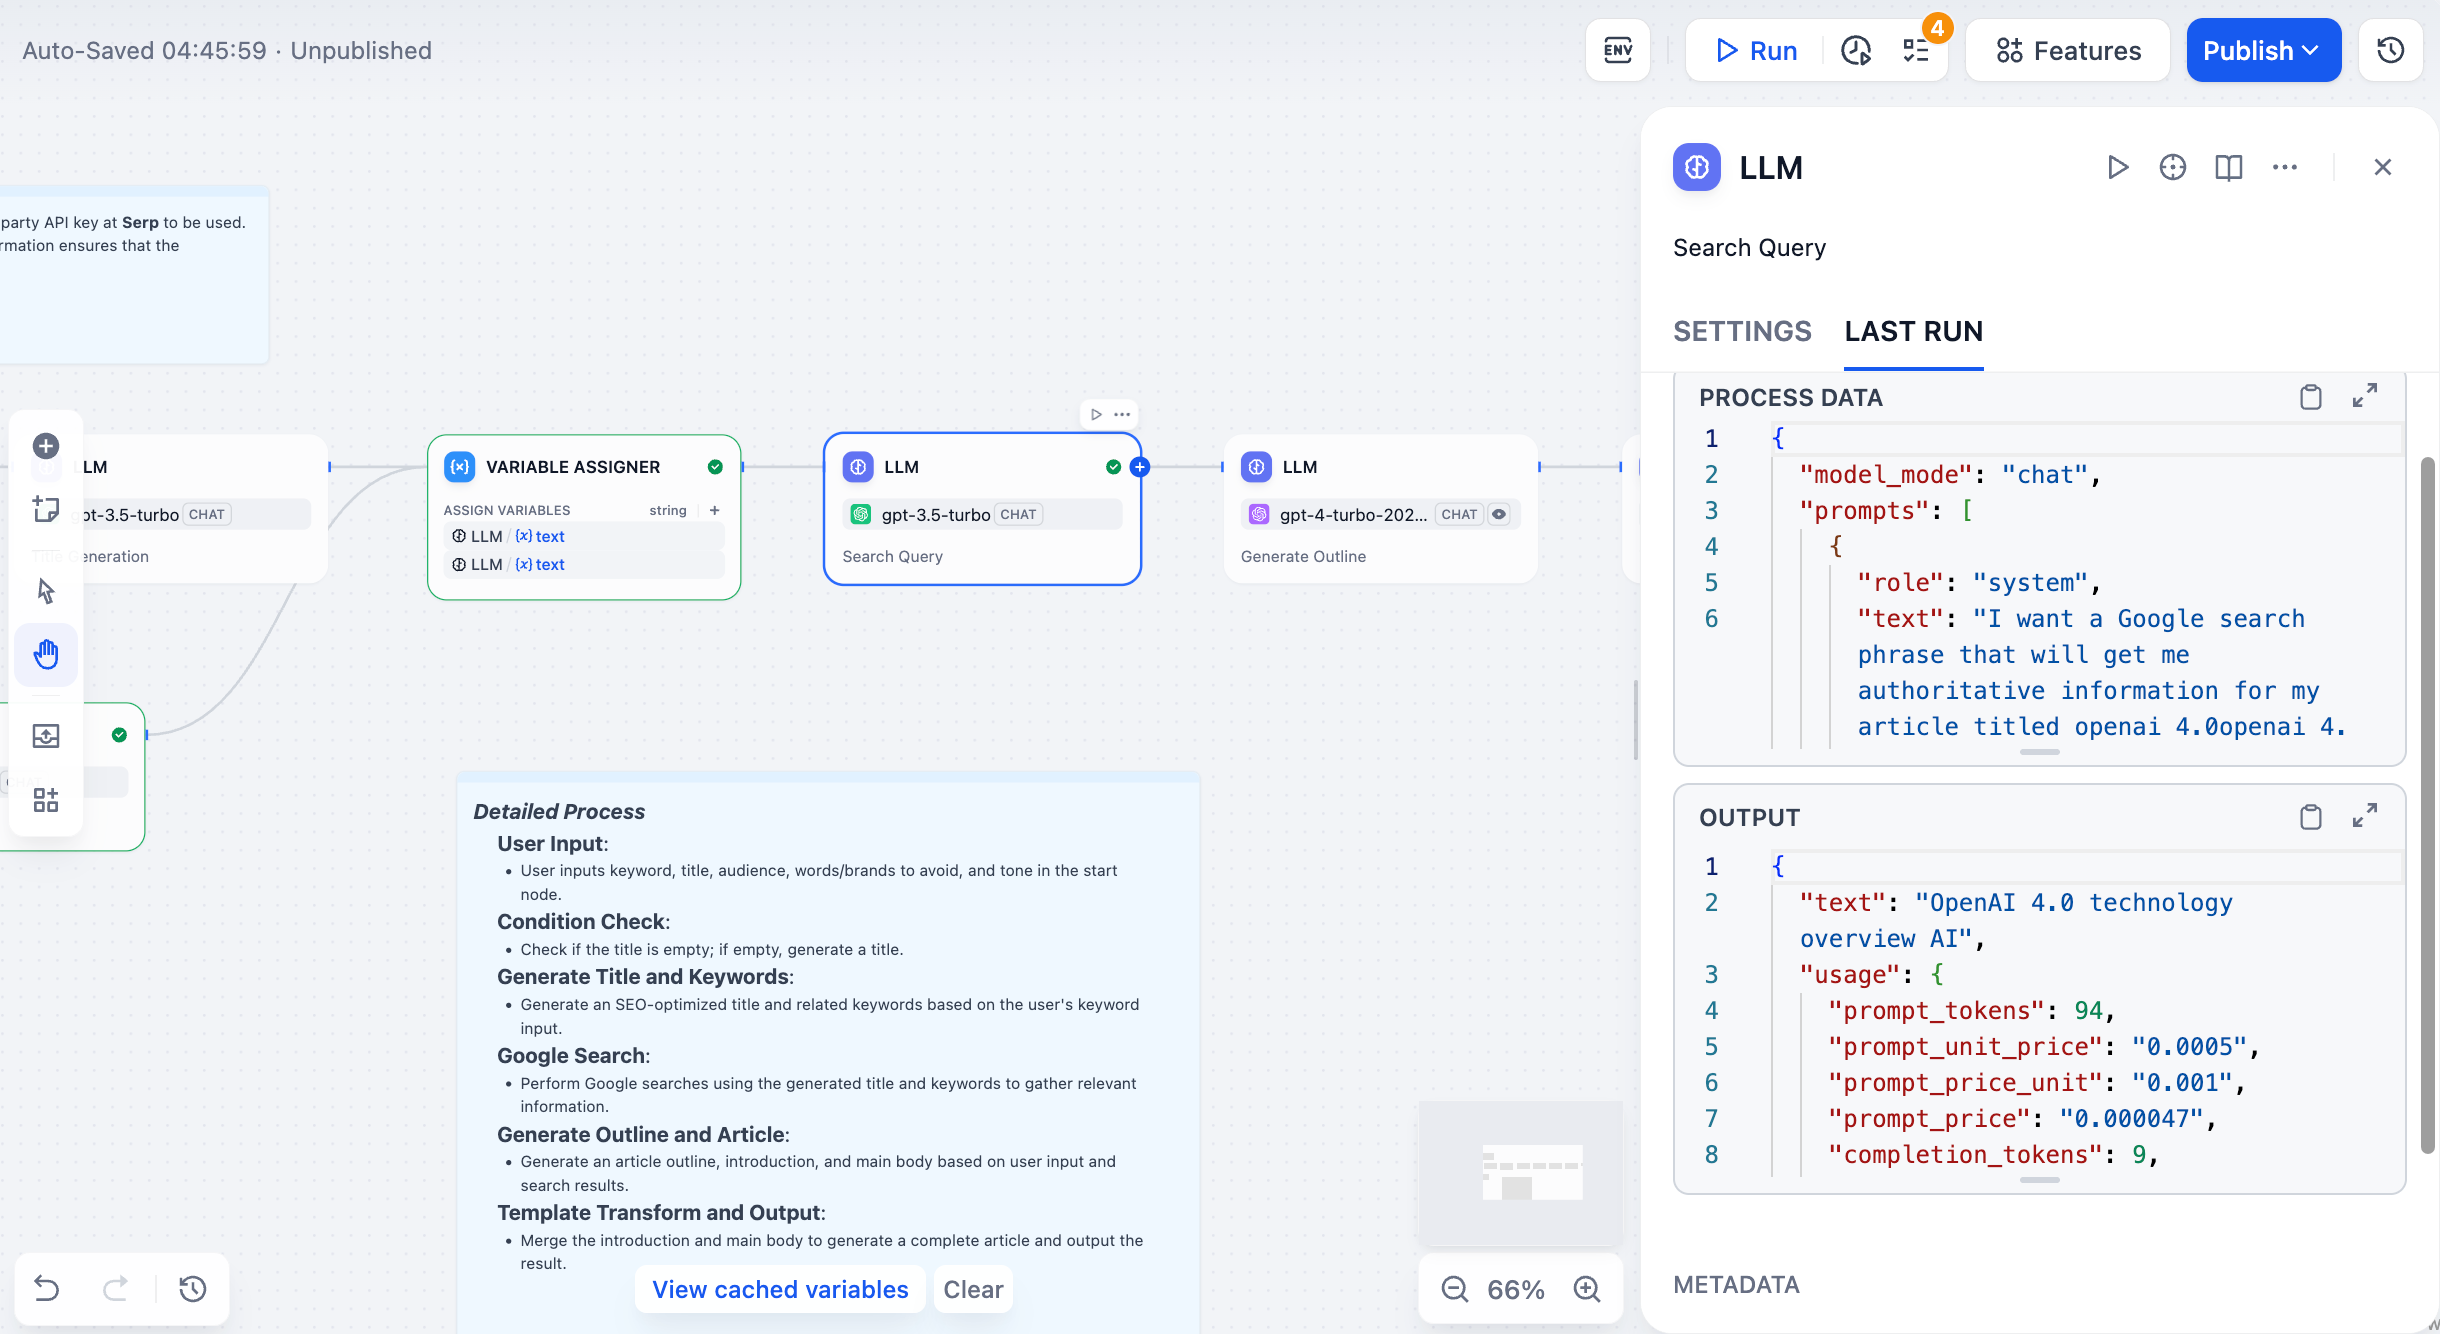 Auto-Saved 04:45:59 · Unpublished
ENV
Run
4
Features
Publish
party API key at Serp to be used.
rmation ensures that the
LLM
gpt-3.5-turbo CHAT
Title Generation
VARIABLE ASSIGNER
ASSIGN VARIABLES string +
LLM / {x} text
LLM / {x} text
LLM
gpt-3.5-turbo CHAT
Search Query
LLM
gpt-4-turbo-202... CHAT
Generate Outline
Detailed Process
User Input:
• User inputs keyword, title, audience, words/brands to avoid, and tone in the start
node.
Condition Check:
• Check if the title is empty; if empty, generate a title.
Generate Title and Keywords:
• Generate an SEO-optimized title and related keywords based on the user's keyword
input.
Google Search:
• Perform Google searches using the generated title and keywords to gather relevant
information.
Generate Outline and Article:
• Generate an article outline, introduction, and main body based on user input and
search results.
Template Transform and Output:
• Merge the introduction and main body to generate a complete article and output the
result.
View cached variables
Clear
66%
LLM
Search Query
SETTINGS
LAST RUN
PROCESS DATA
1 {
2 "model_mode": "chat",
3 "prompts": [
4 {
5 "role": "system",
6 "text": "I want a Google search
phrase that will get me
authoritative information for my
article titled openai 4.0openai 4.
OUTPUT
1 {
2 "text": "OpenAI 4.0 technology
overview AI",
3 "usage": {
4 "prompt_tokens": 94,
5 "prompt_unit_price": "0.0005",
6 "prompt_price_unit": "0.001",
7 "prompt_price": "0.000047",
8 "completion_tokens": 9,
METADATA